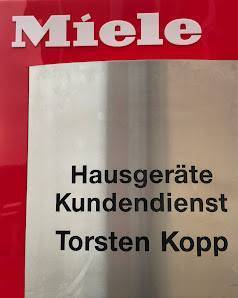 Miele
Hausgeräte
Kundendienst
Torsten Kopp